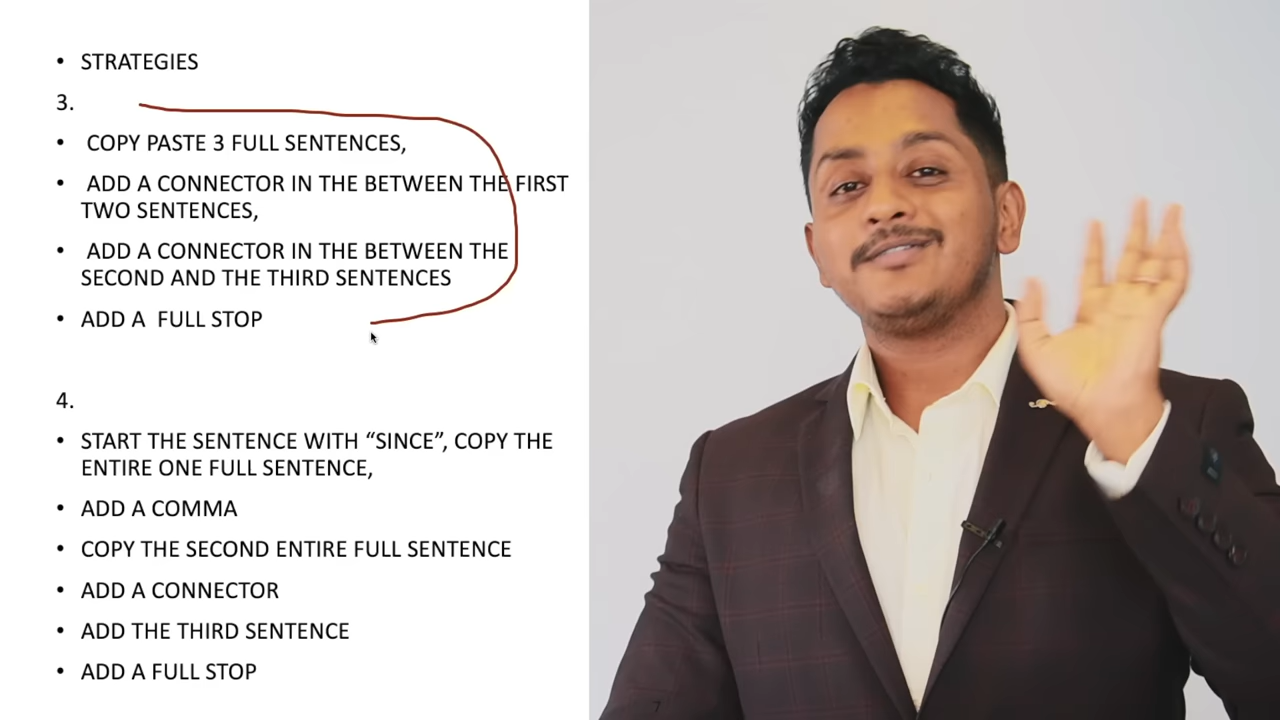 • STRATEGIES
3.
• COPY PASTE 3 FULL SENTENCES,
• ADD A CONNECTOR IN THE BETWEEN THE FIRST
TWO SENTENCES,
• ADD A CONNECTOR IN THE BETWEEN THE
SECOND AND THE THIRD SENTENCES
• ADD A FULL STOP
4.
• START THE SENTENCE WITH “SINCE”, COPY THE
ENTIRE ONE FULL SENTENCE,
• ADD A COMMA
• COPY THE SECOND ENTIRE FULL SENTENCE
• ADD A CONNECTOR
• ADD THE THIRD SENTENCE
• ADD A FULL STOP
7